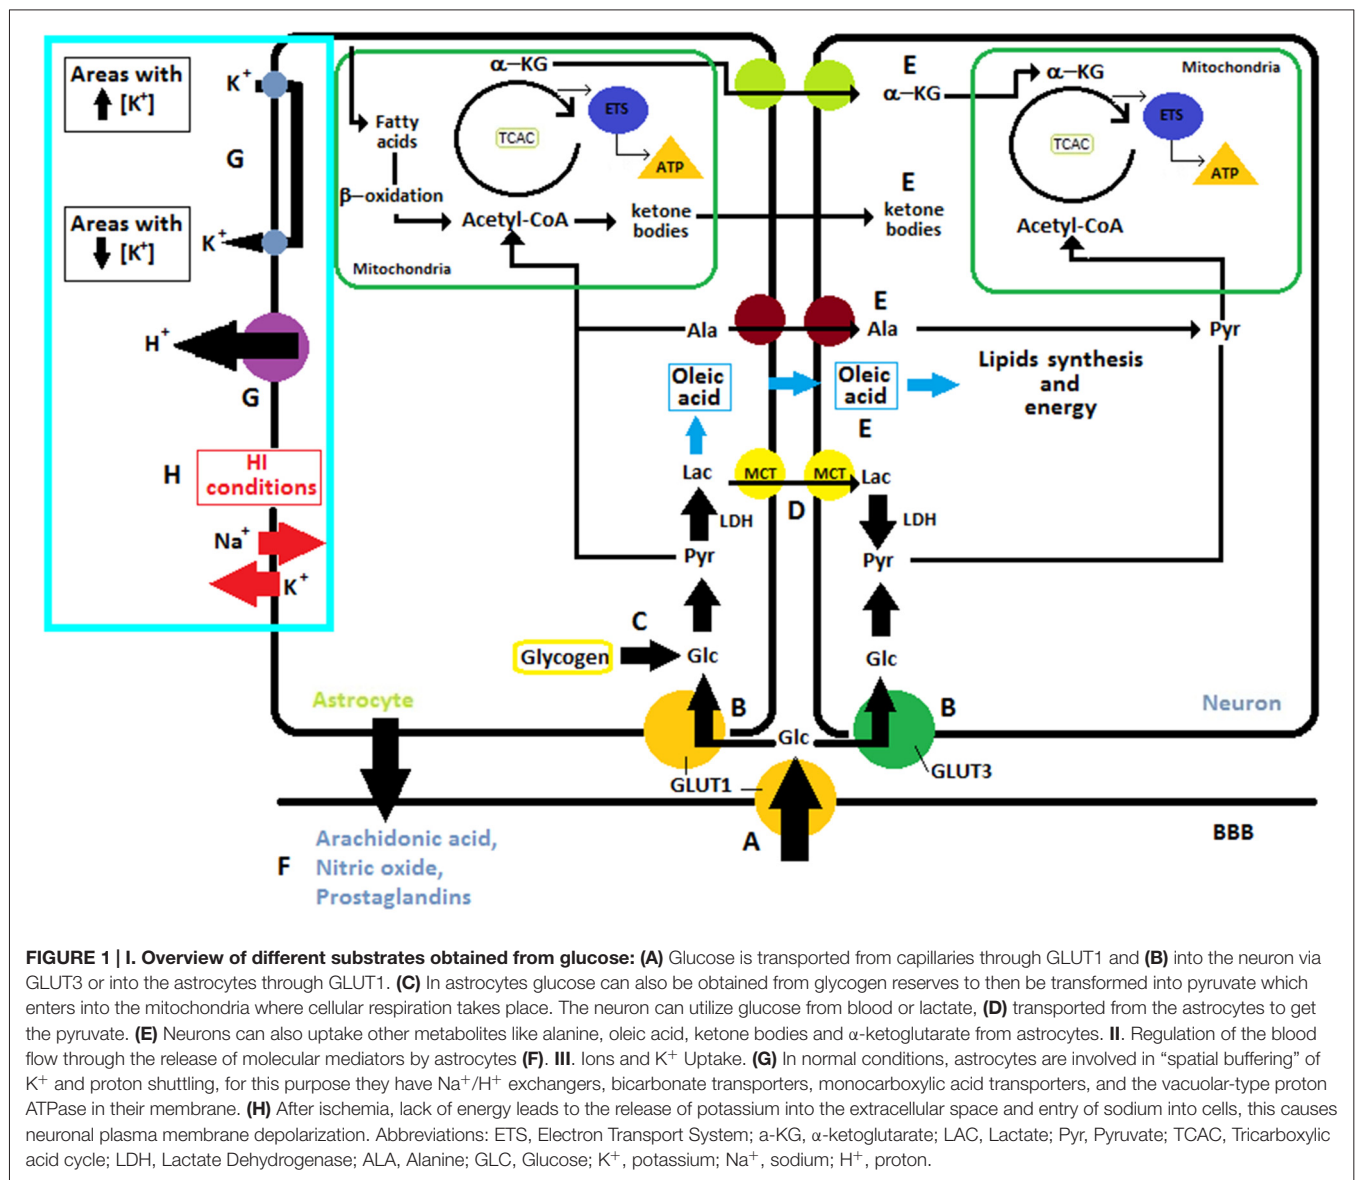 Areas with
[K+]
K+
G
Areas with
[K+]
K+
H+
G
H
HI
conditions
Na+
K+
α–KG
Fatty
acids
ETS
TCAC
ATP
β–oxidation
Acetyl-CoA
ketone
bodies
Mitochondria
E
α–KG
α–KG
Mitochondria
ETS
TCAC
ATP
E
ketone
bodies
Acetyl-CoA
Ala
E
Ala
Pyr
Oleic
acid
Oleic
acid
Lipids synthesis
and
energy
E
Lac
MCT
MCT
Lac
D
LDH
LDH
Pyr
Pyr
C
Glycogen
Glc
Glc
Astrocyte
B
B
Neuron
Glc
GLUT1
GLUT3
BBB
A
F
Arachidonic acid,
Nitric oxide,
Prostaglandins
FIGURE 1 | I. Overview of different substrates obtained from glucose: (A) Glucose is transported from capillaries through GLUT1 and (B) into the neuron via
GLUT3 or into the astrocytes through GLUT1. (C) In astrocytes glucose can also be obtained from glycogen reserves to then be transformed into pyruvate which
enters into the mitochondria where cellular respiration takes place. The neuron can utilize glucose from blood or lactate, (D) transported from the astrocytes to get
the pyruvate. (E) Neurons can also uptake other metabolites like alanine, oleic acid, ketone bodies and α-ketoglutarate from astrocytes. II. Regulation of the blood
flow through the release of molecular mediators by astrocytes (F). III. Ions and K+ Uptake. (G) In normal conditions, astrocytes are involved in “spatial buffering” of
K+ and proton shuttling, for this purpose they have Na+/H+ exchangers, bicarbonate transporters, monocarboxylic acid transporters, and the vacuolar-type proton
ATPase in their membrane. (H) After ischemia, lack of energy leads to the release of potassium into the extracellular space and entry of sodium into cells, this causes
neuronal plasma membrane depolarization. Abbreviations: ETS, Electron Transport System; a-KG, α-ketoglutarate; LAC, Lactate; Pyr, Pyruvate; TCAC, Tricarboxylic
acid cycle; LDH, Lactate Dehydrogenase; ALA, Alanine; GLC, Glucose; K+, potassium; Na+, sodium; H+, proton.